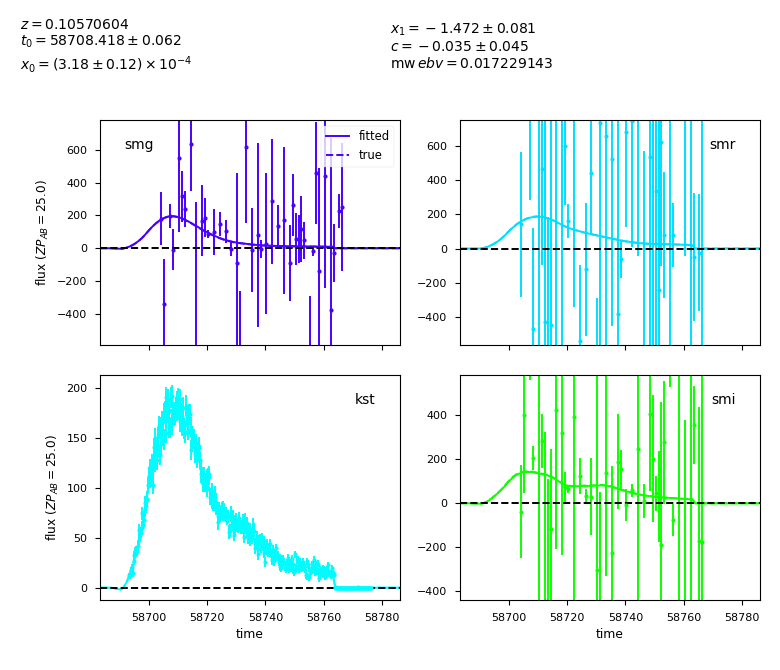 z = 0.10570604
t₀ = 58708.418 ± 0.062
x₀ = (3.18 ± 0.12) × 10⁻⁴
x₁ = −1.472 ± 0.081
c = −0.035 ± 0.045
mw ebv = 0.017229143
smg
fitted
true
600
400
200
0
−200
−400
flux (ZP_AB = 25.0)
smr
600
400
200
0
−200
−400
kst
200
150
100
50
0
flux (ZP_AB = 25.0)
58700 58720 58740 58760 58780
time
smi
400
200
0
−200
−400
58700 58720 58740 58760 58780
time